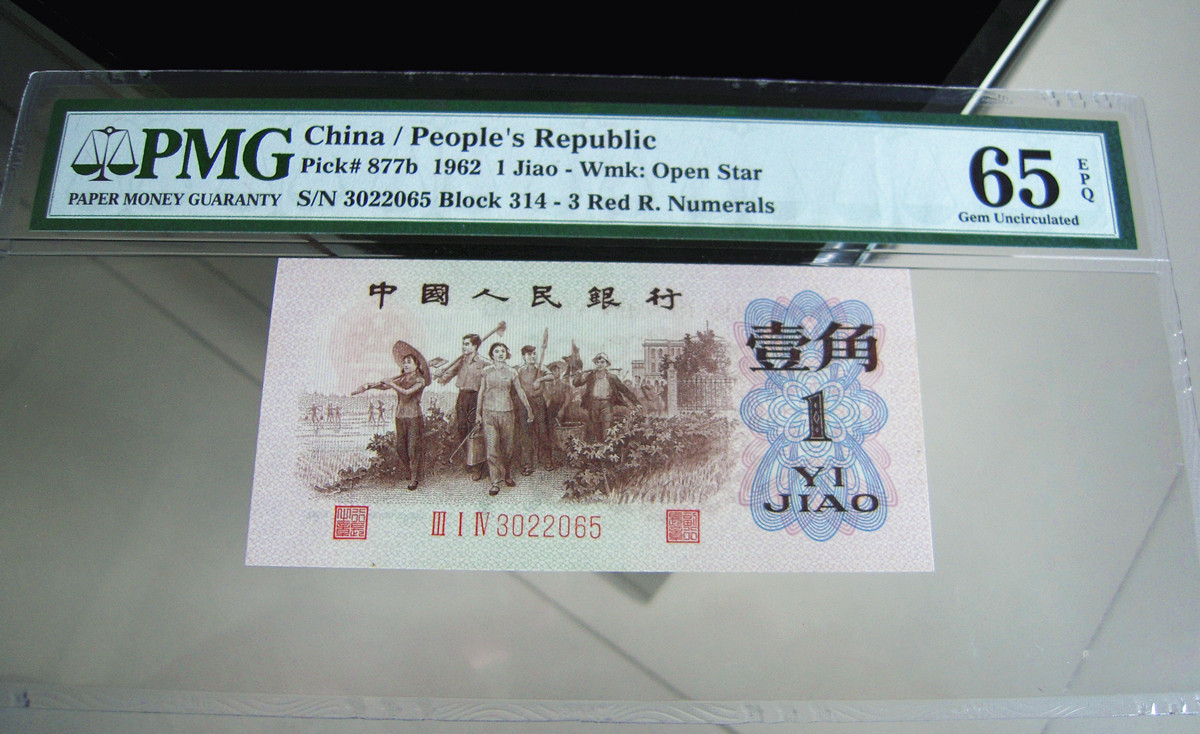 PMG
PAPER MONEY GUARANTY
China / People's Republic
Pick# 877b 1962 1 Jiao - Wmk: Open Star
S/N 3022065 Block 314 - 3 Red R. Numerals
65 EPQ
Gem Uncirculated
中國人民銀行
壹角
1
YI
JIAO
III I IV 3022065